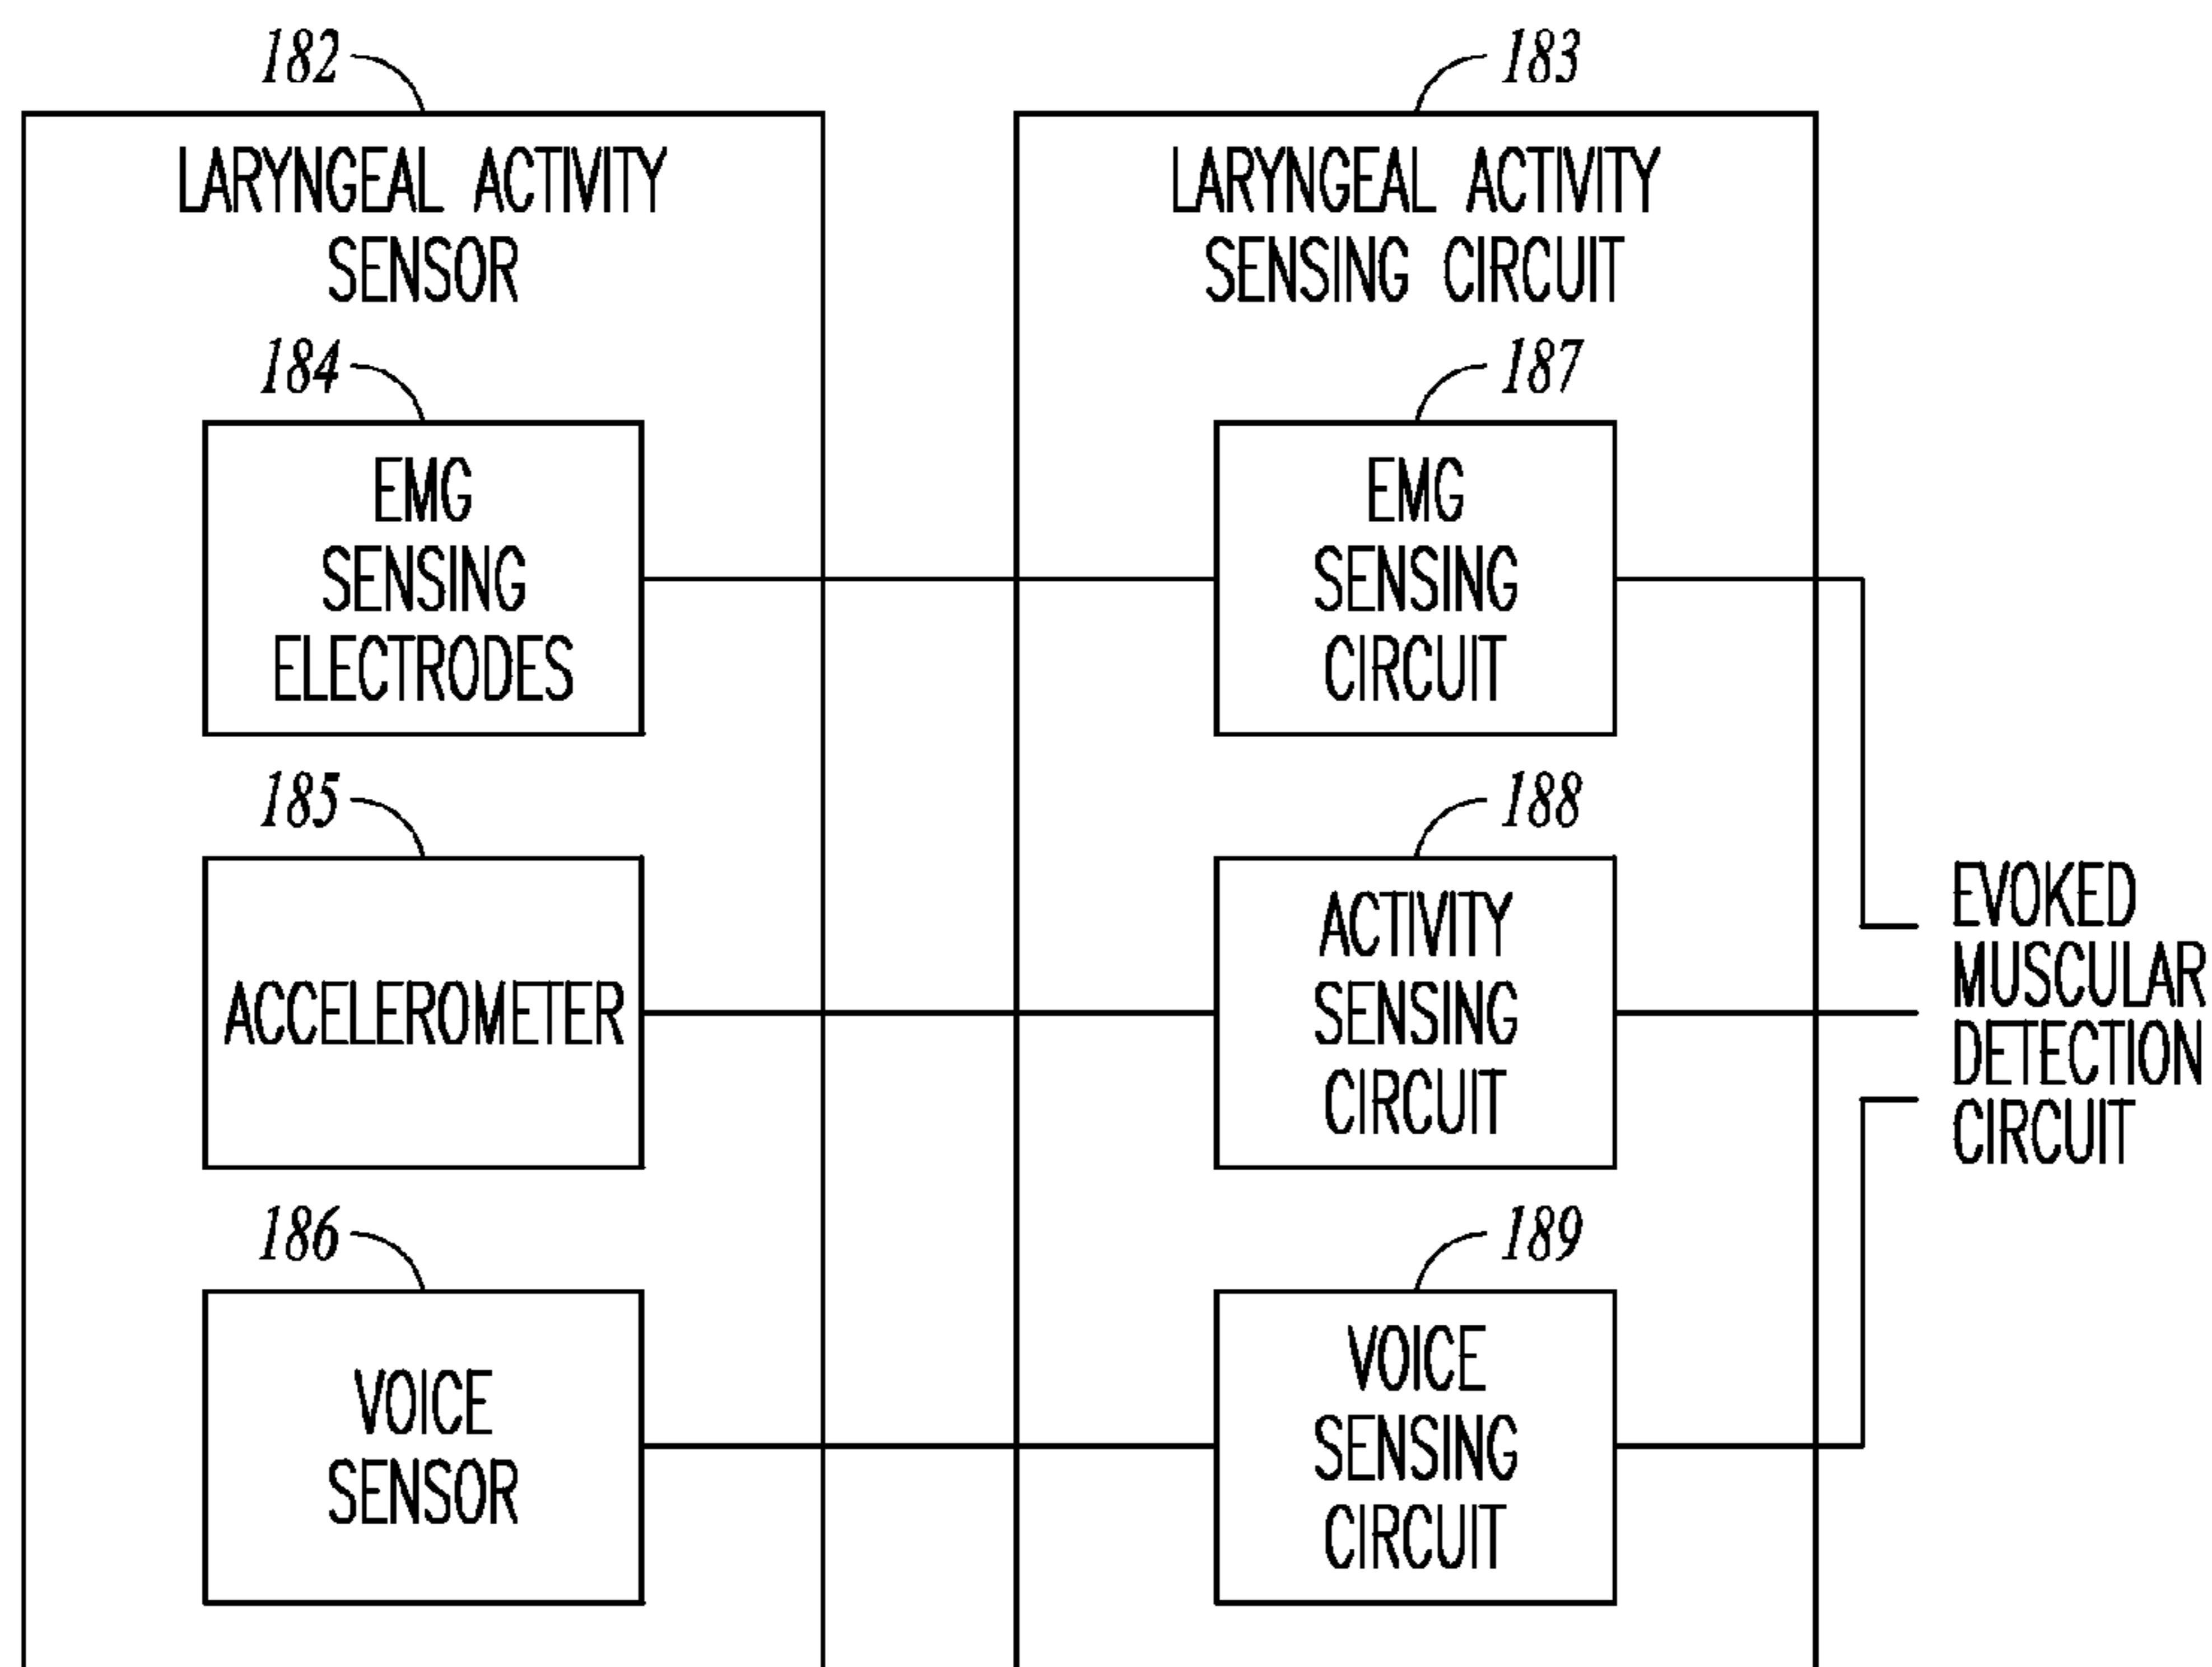 182
183
LARYNGEAL ACTIVITY
SENSOR
LARYNGEAL ACTIVITY
SENSING CIRCUIT
184
187
EMG
SENSING
ELECTRODES
EMG
SENSING
CIRCUIT
185
188
ACCELEROMETER
ACTIVITY
SENSING
CIRCUIT
EVOKED
MUSCULAR
DETECTION
CIRCUIT
186
189
VOICE
SENSOR
VOICE
SENSING
CIRCUIT